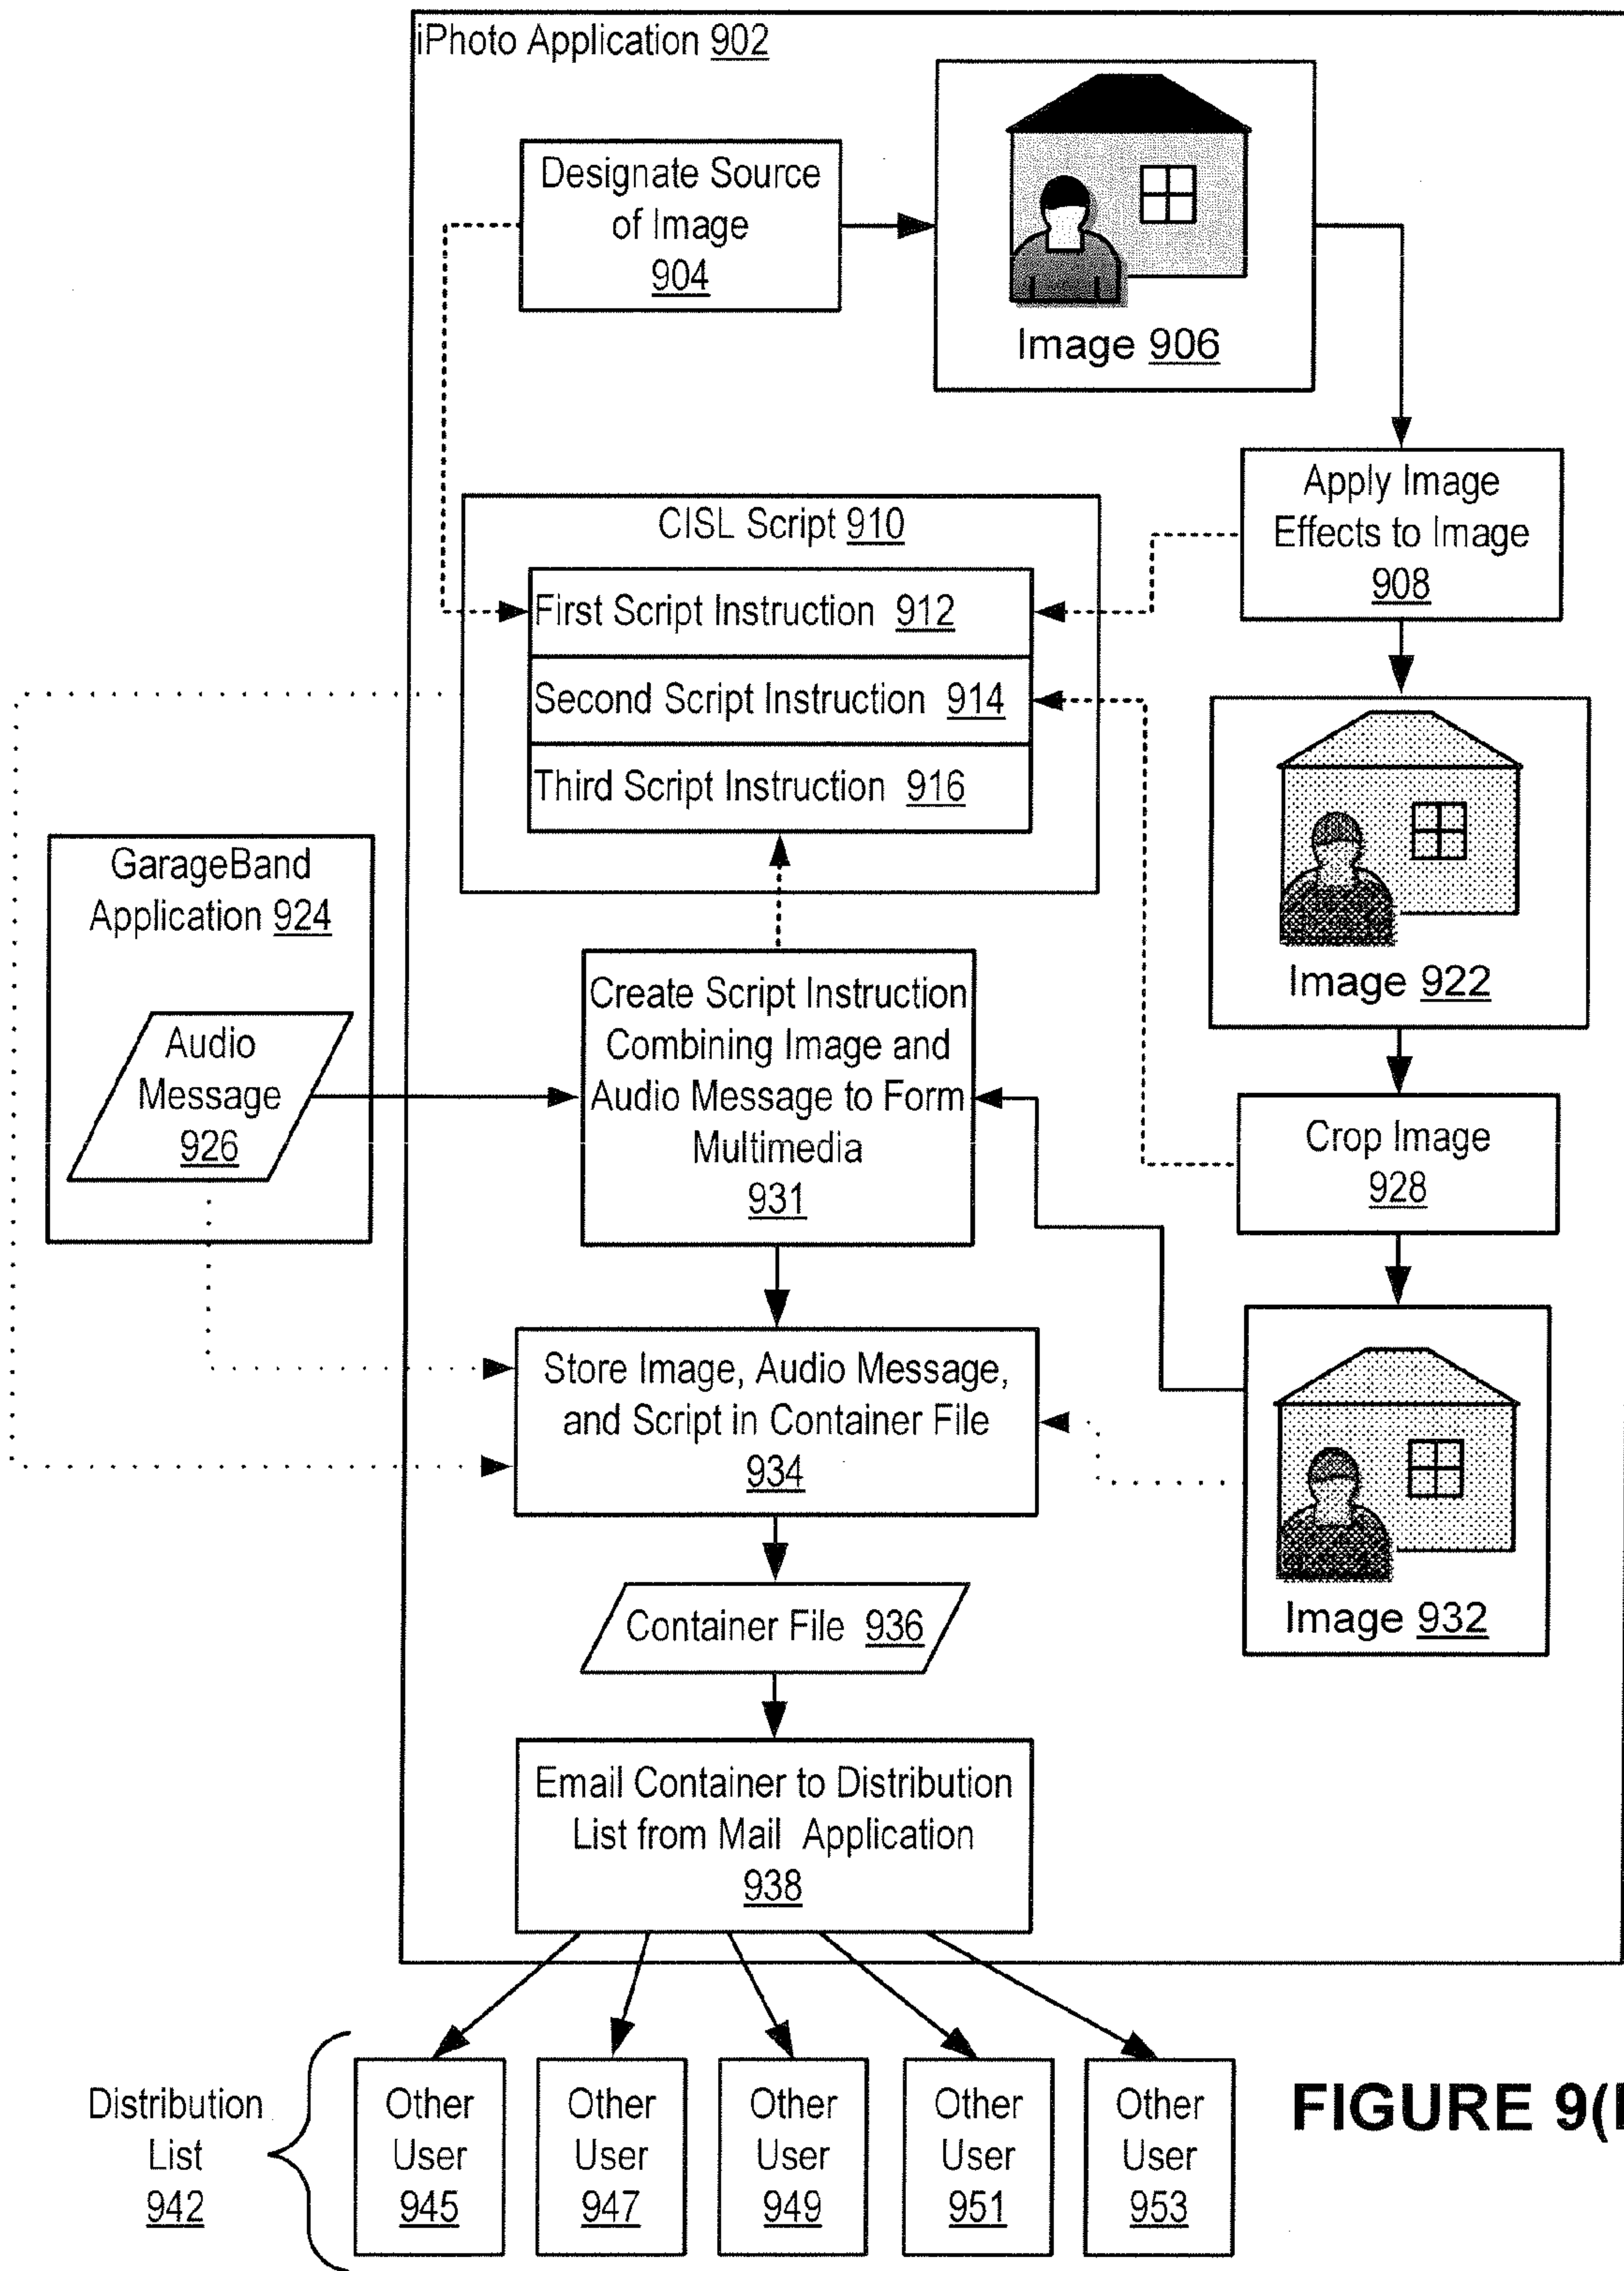 iPhoto Application 902
Designate Source
of Image
904
Image 906
Apply Image
Effects to Image
908
CISL Script 910
First Script Instruction 912
Second Script Instruction 914
Third Script Instruction 916
Image 922
GarageBand
Application 924
Audio
Message
926
Create Script Instruction
Combining Image and
Audio Message to Form
Multimedia
931
Crop Image
928
Image 932
Store Image, Audio Message,
and Script in Container File
934
Container File 936
Email Container to Distribution
List from Mail Application
938
Distribution
List
942
Other
User
945
Other
User
947
Other
User
949
Other
User
951
Other
User
953
FIGURE 9(